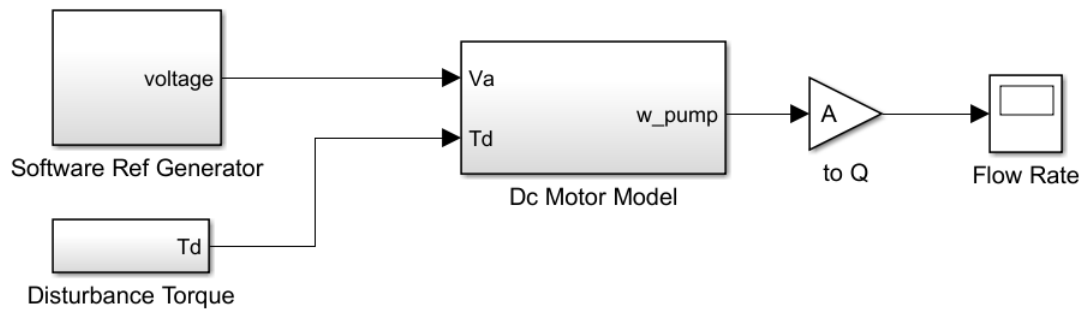 voltage
Software Ref Generator
Td
Disturbance Torque
Va
Td
w_pump
Dc Motor Model
A
to Q
Flow Rate